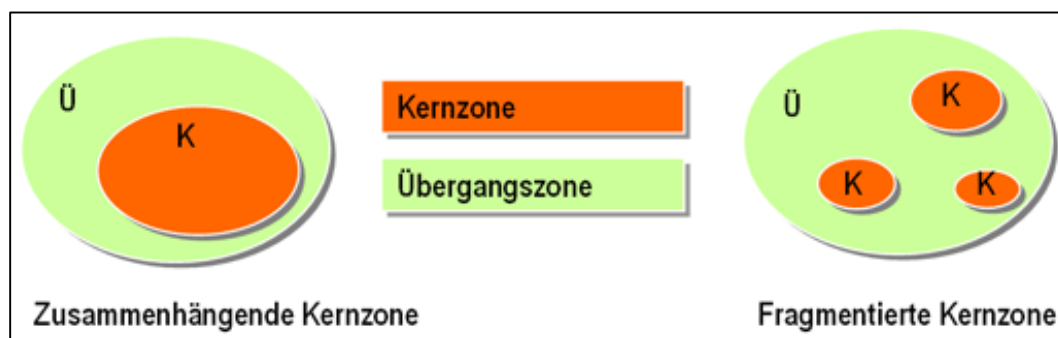 Ü
K
Zusammenhängende Kernzone
Kernzone
Übergangszone
Ü
K
K
K
Fragmentierte Kernzone